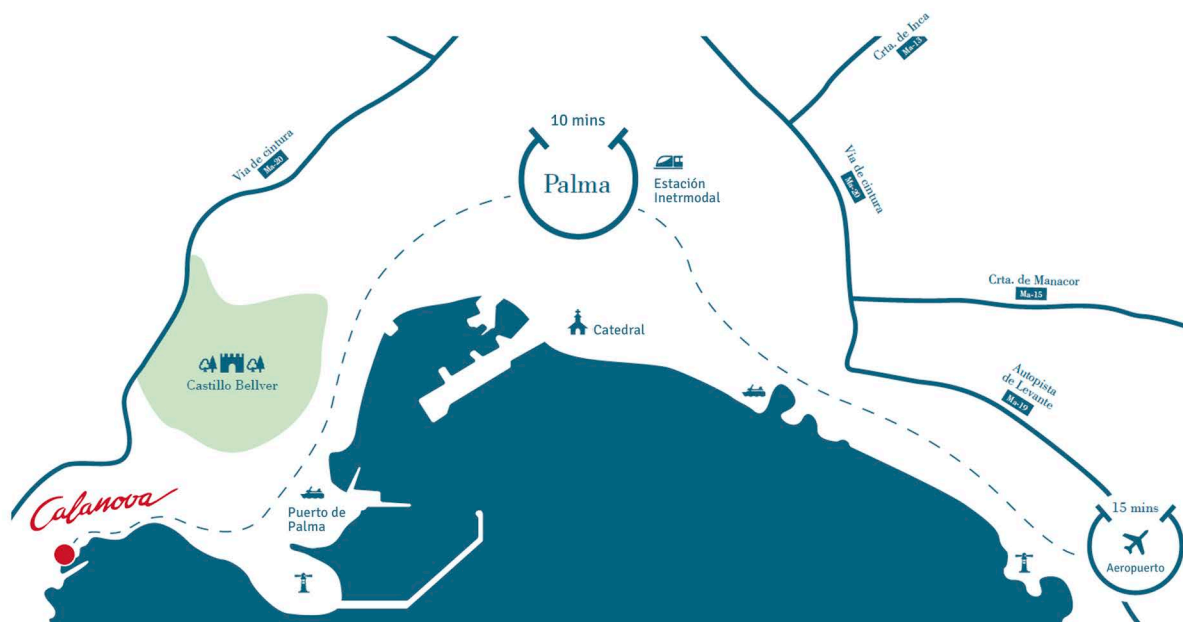 Crta. de Inca
Ma-13
10 mins
Palma
Estación
Inetrmodal
Via de cintura
Ma-20
Via de cintura
Ma-20
Crta. de Manacor
Ma-15
Catedral
Castillo Bellver
Autopista
de Levante
Ma-19
Calanova
Puerto de
Palma
15 mins
Aeropuerto